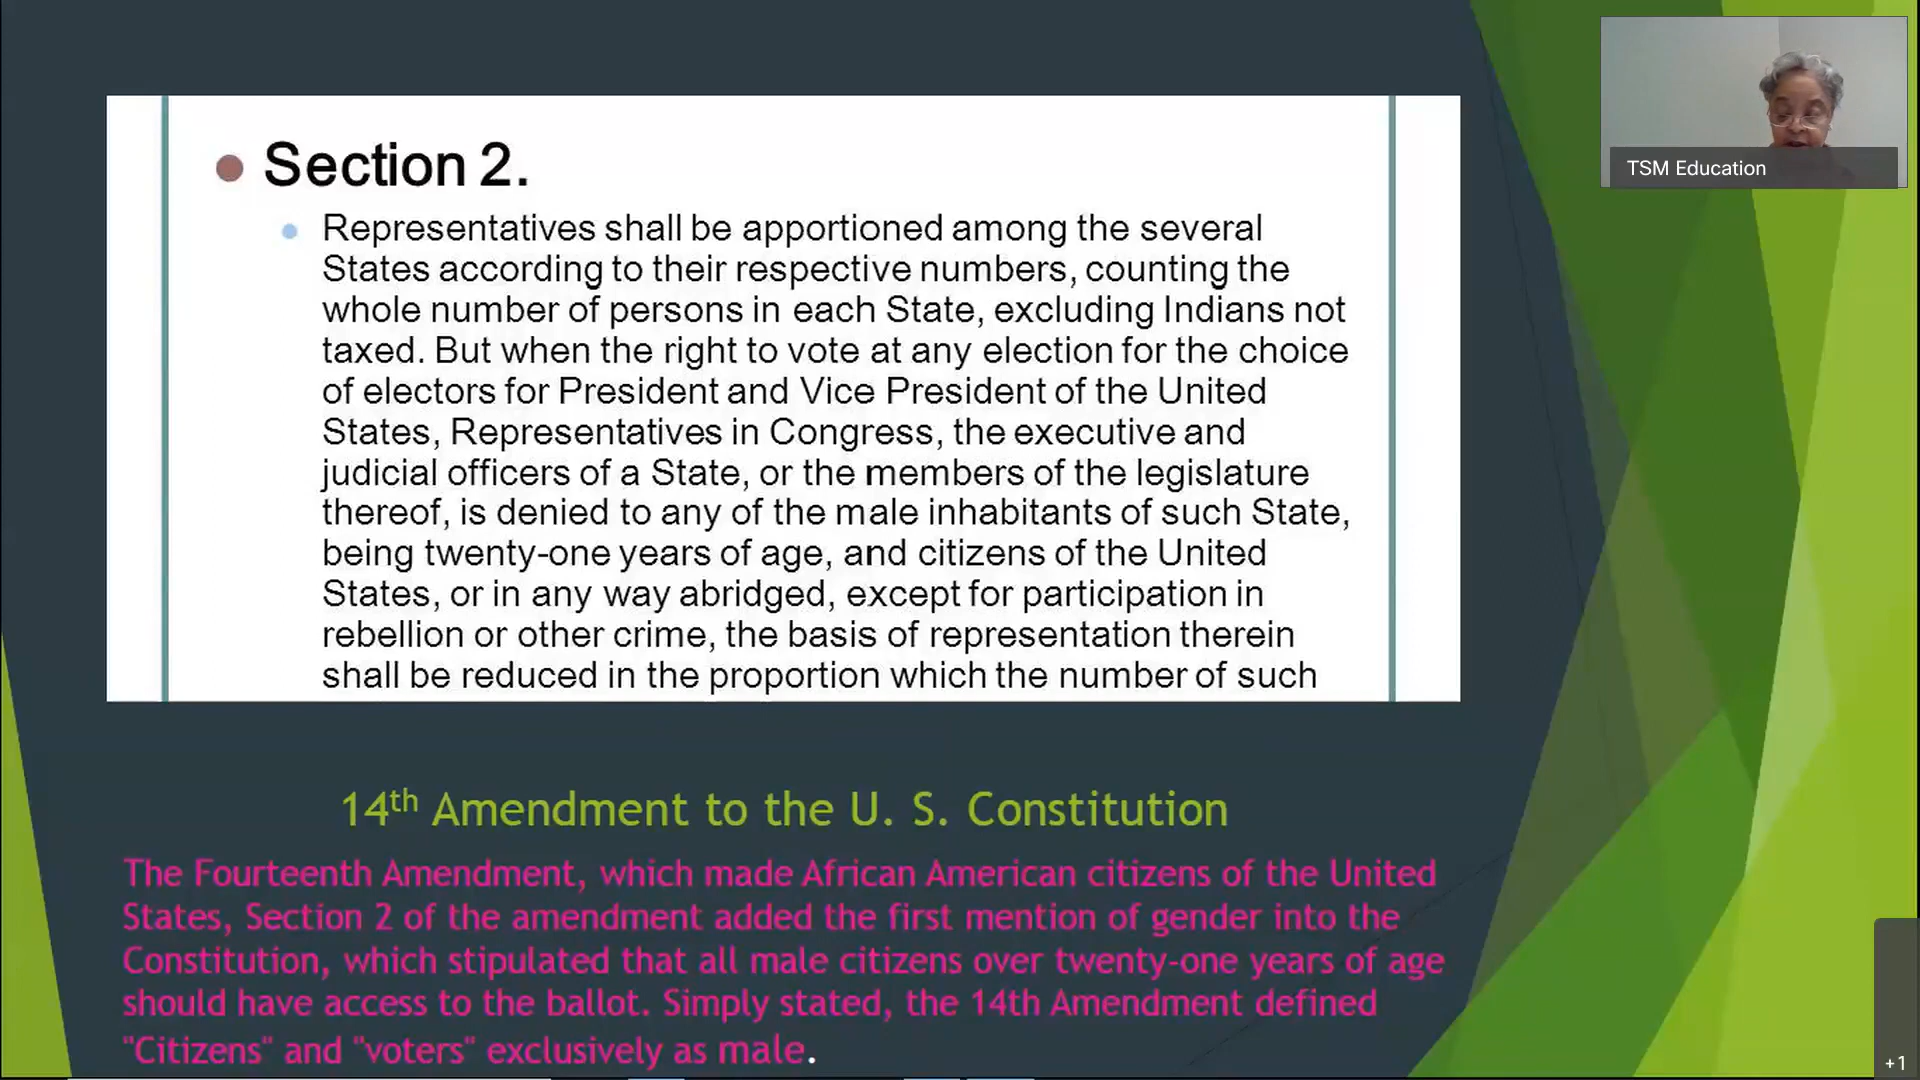 Section 2.
Representatives shall be apportioned among the several
States according to their respective numbers, counting the
whole number of persons in each State, excluding Indians not
taxed. But when the right to vote at any election for the choice
of electors for President and Vice President of the United
States, Representatives in Congress, the executive and
judicial officers of a State, or the members of the legislature
thereof, is denied to any of the male inhabitants of such State,
being twenty-one years of age, and citizens of the United
States, or in any way abridged, except for participation in
rebellion or other crime, the basis of representation therein
shall be reduced in the proportion which the number of such
14th Amendment to the U. S. Constitution
The Fourteenth Amendment, which made African American citizens of the United
States, Section 2 of the amendment added the first mention of gender into the
Constitution, which stipulated that all male citizens over twenty-one years of age
should have access to the ballot. Simply stated, the 14th Amendment defined
"Citizens" and "voters" exclusively as male.
TSM Education
+1